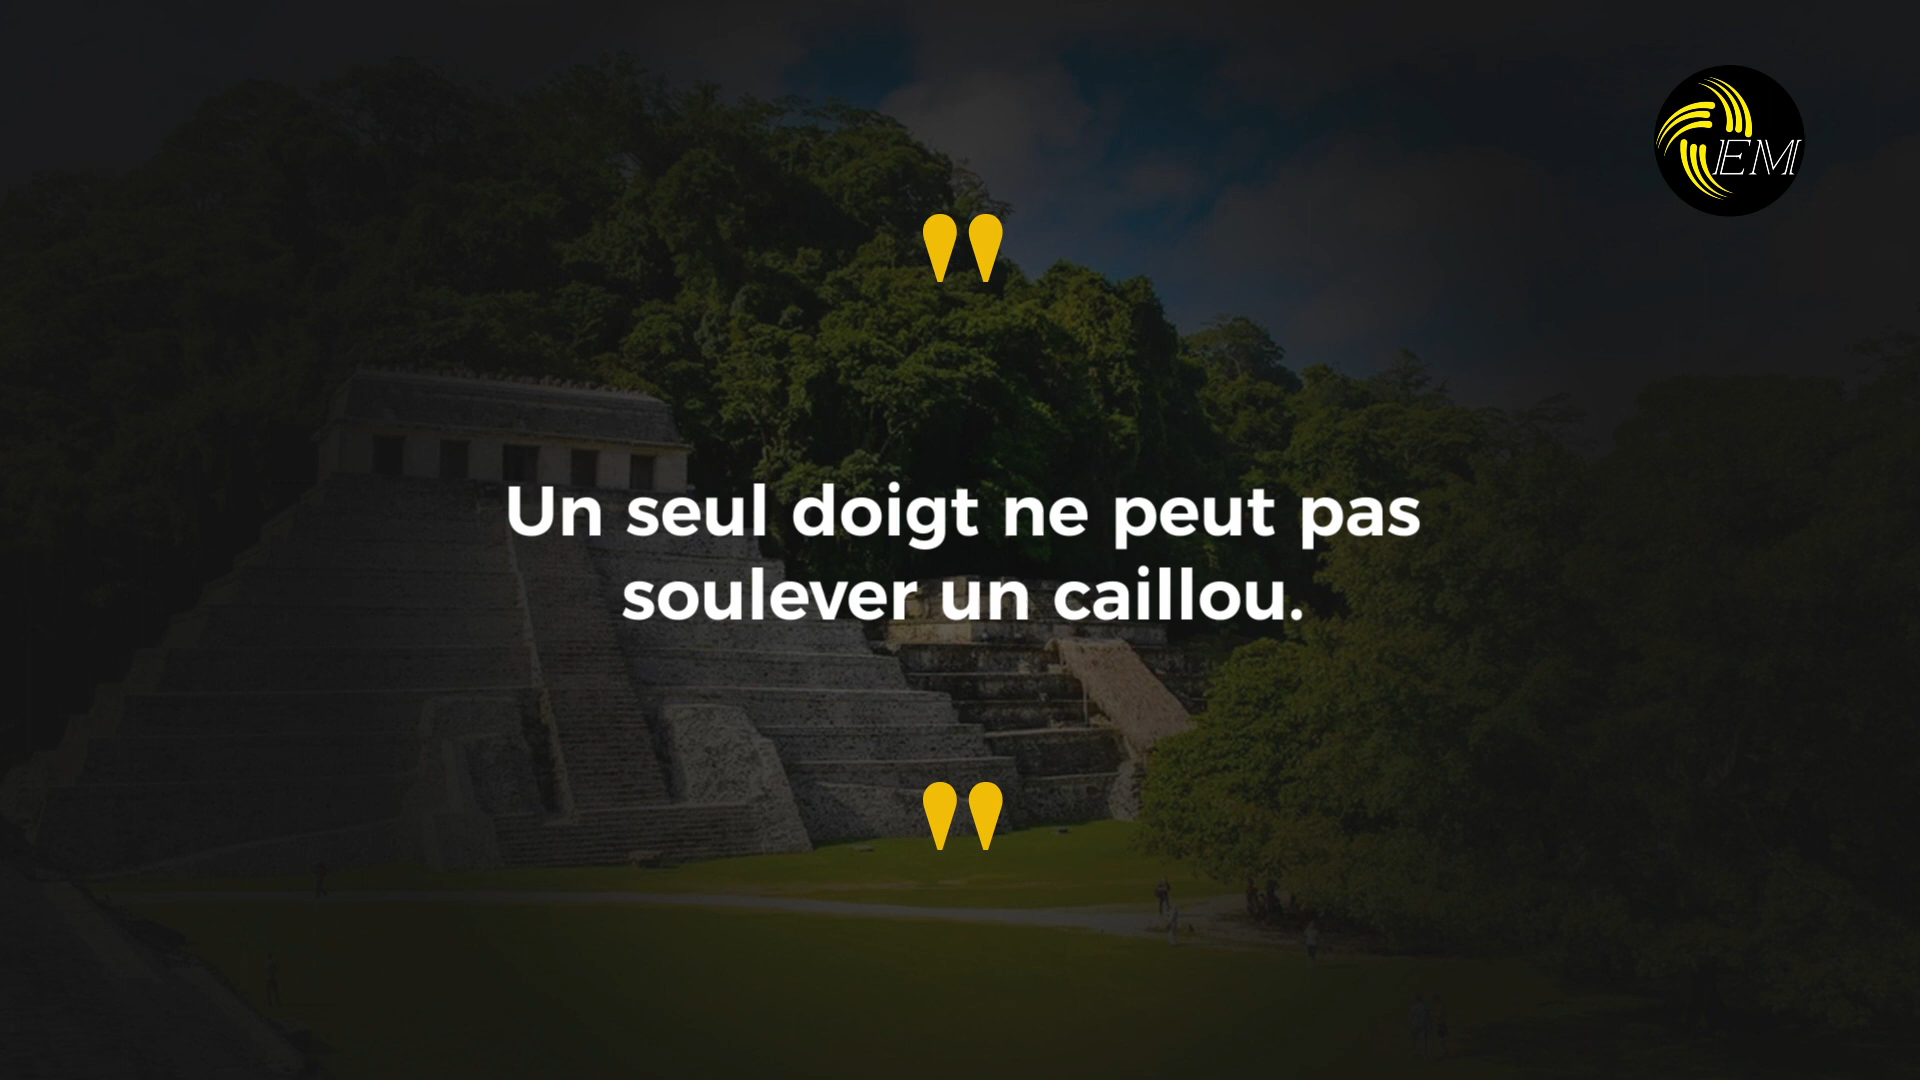 EM
"
Un seul doigt ne peut pas
soulever un caillou.
"